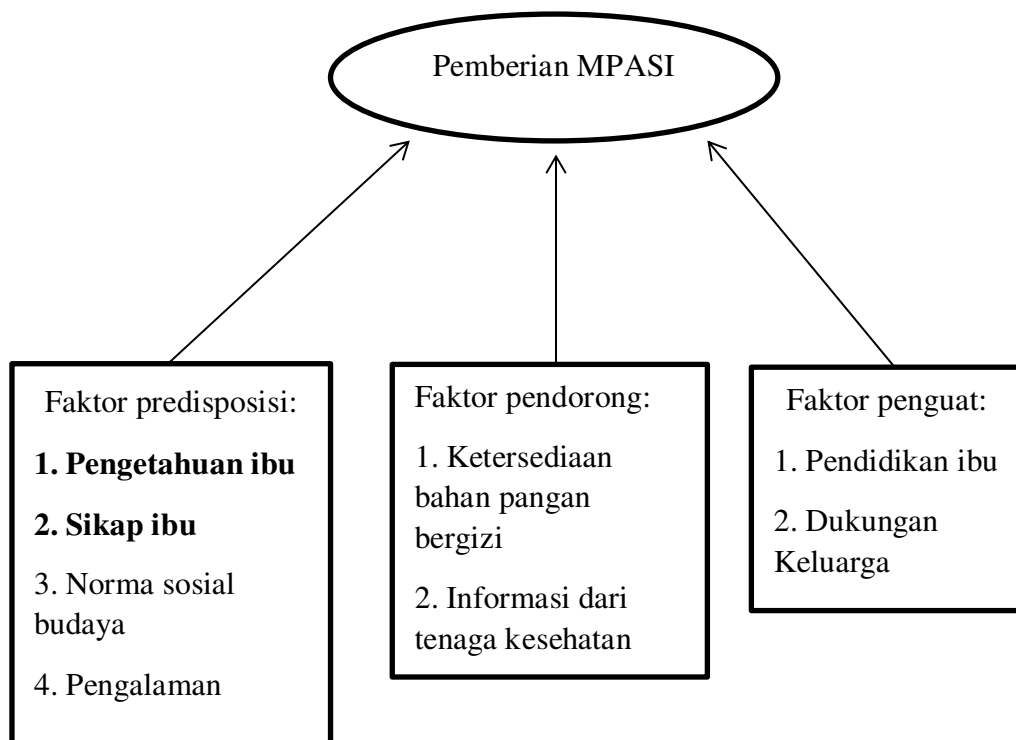 Pemberian MPASI
Faktor predisposisi:
1. Pengetahuan ibu
2. Sikap ibu
3. Norma sosial
budaya
4. Pengalaman
Faktor pendorong:
1. Ketersediaan
bahan pangan
bergizi
2. Informasi dari
tenaga kesehatan
Faktor penguat:
1. Pendidikan ibu
2. Dukungan
Keluarga